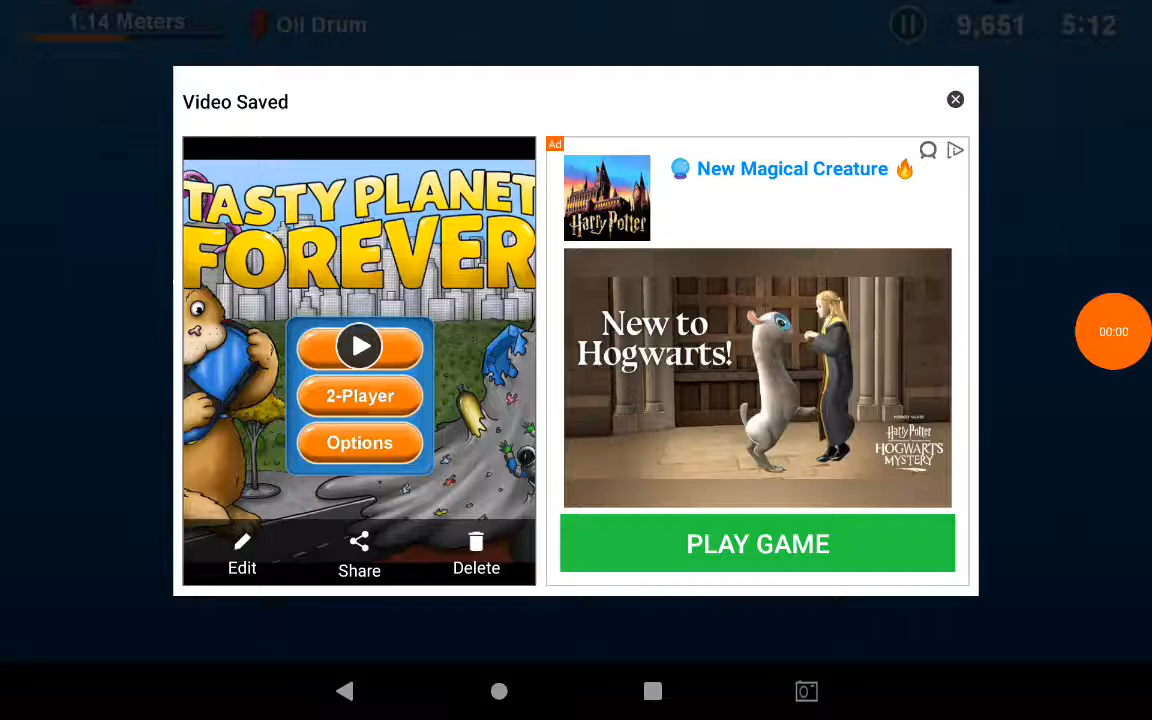 1.14 Meters
Oil Drum
9,651
5:12
Video Saved
TASTY PLANET
FOREVER
2-Player
Options
Edit
Share
Delete
Ad
🔮 New Magical Creature 🔥
Harry Potter
New to
Hogwarts!
Harry Potter
HOGWARTS
MYSTERY
PLAY GAME
00:00